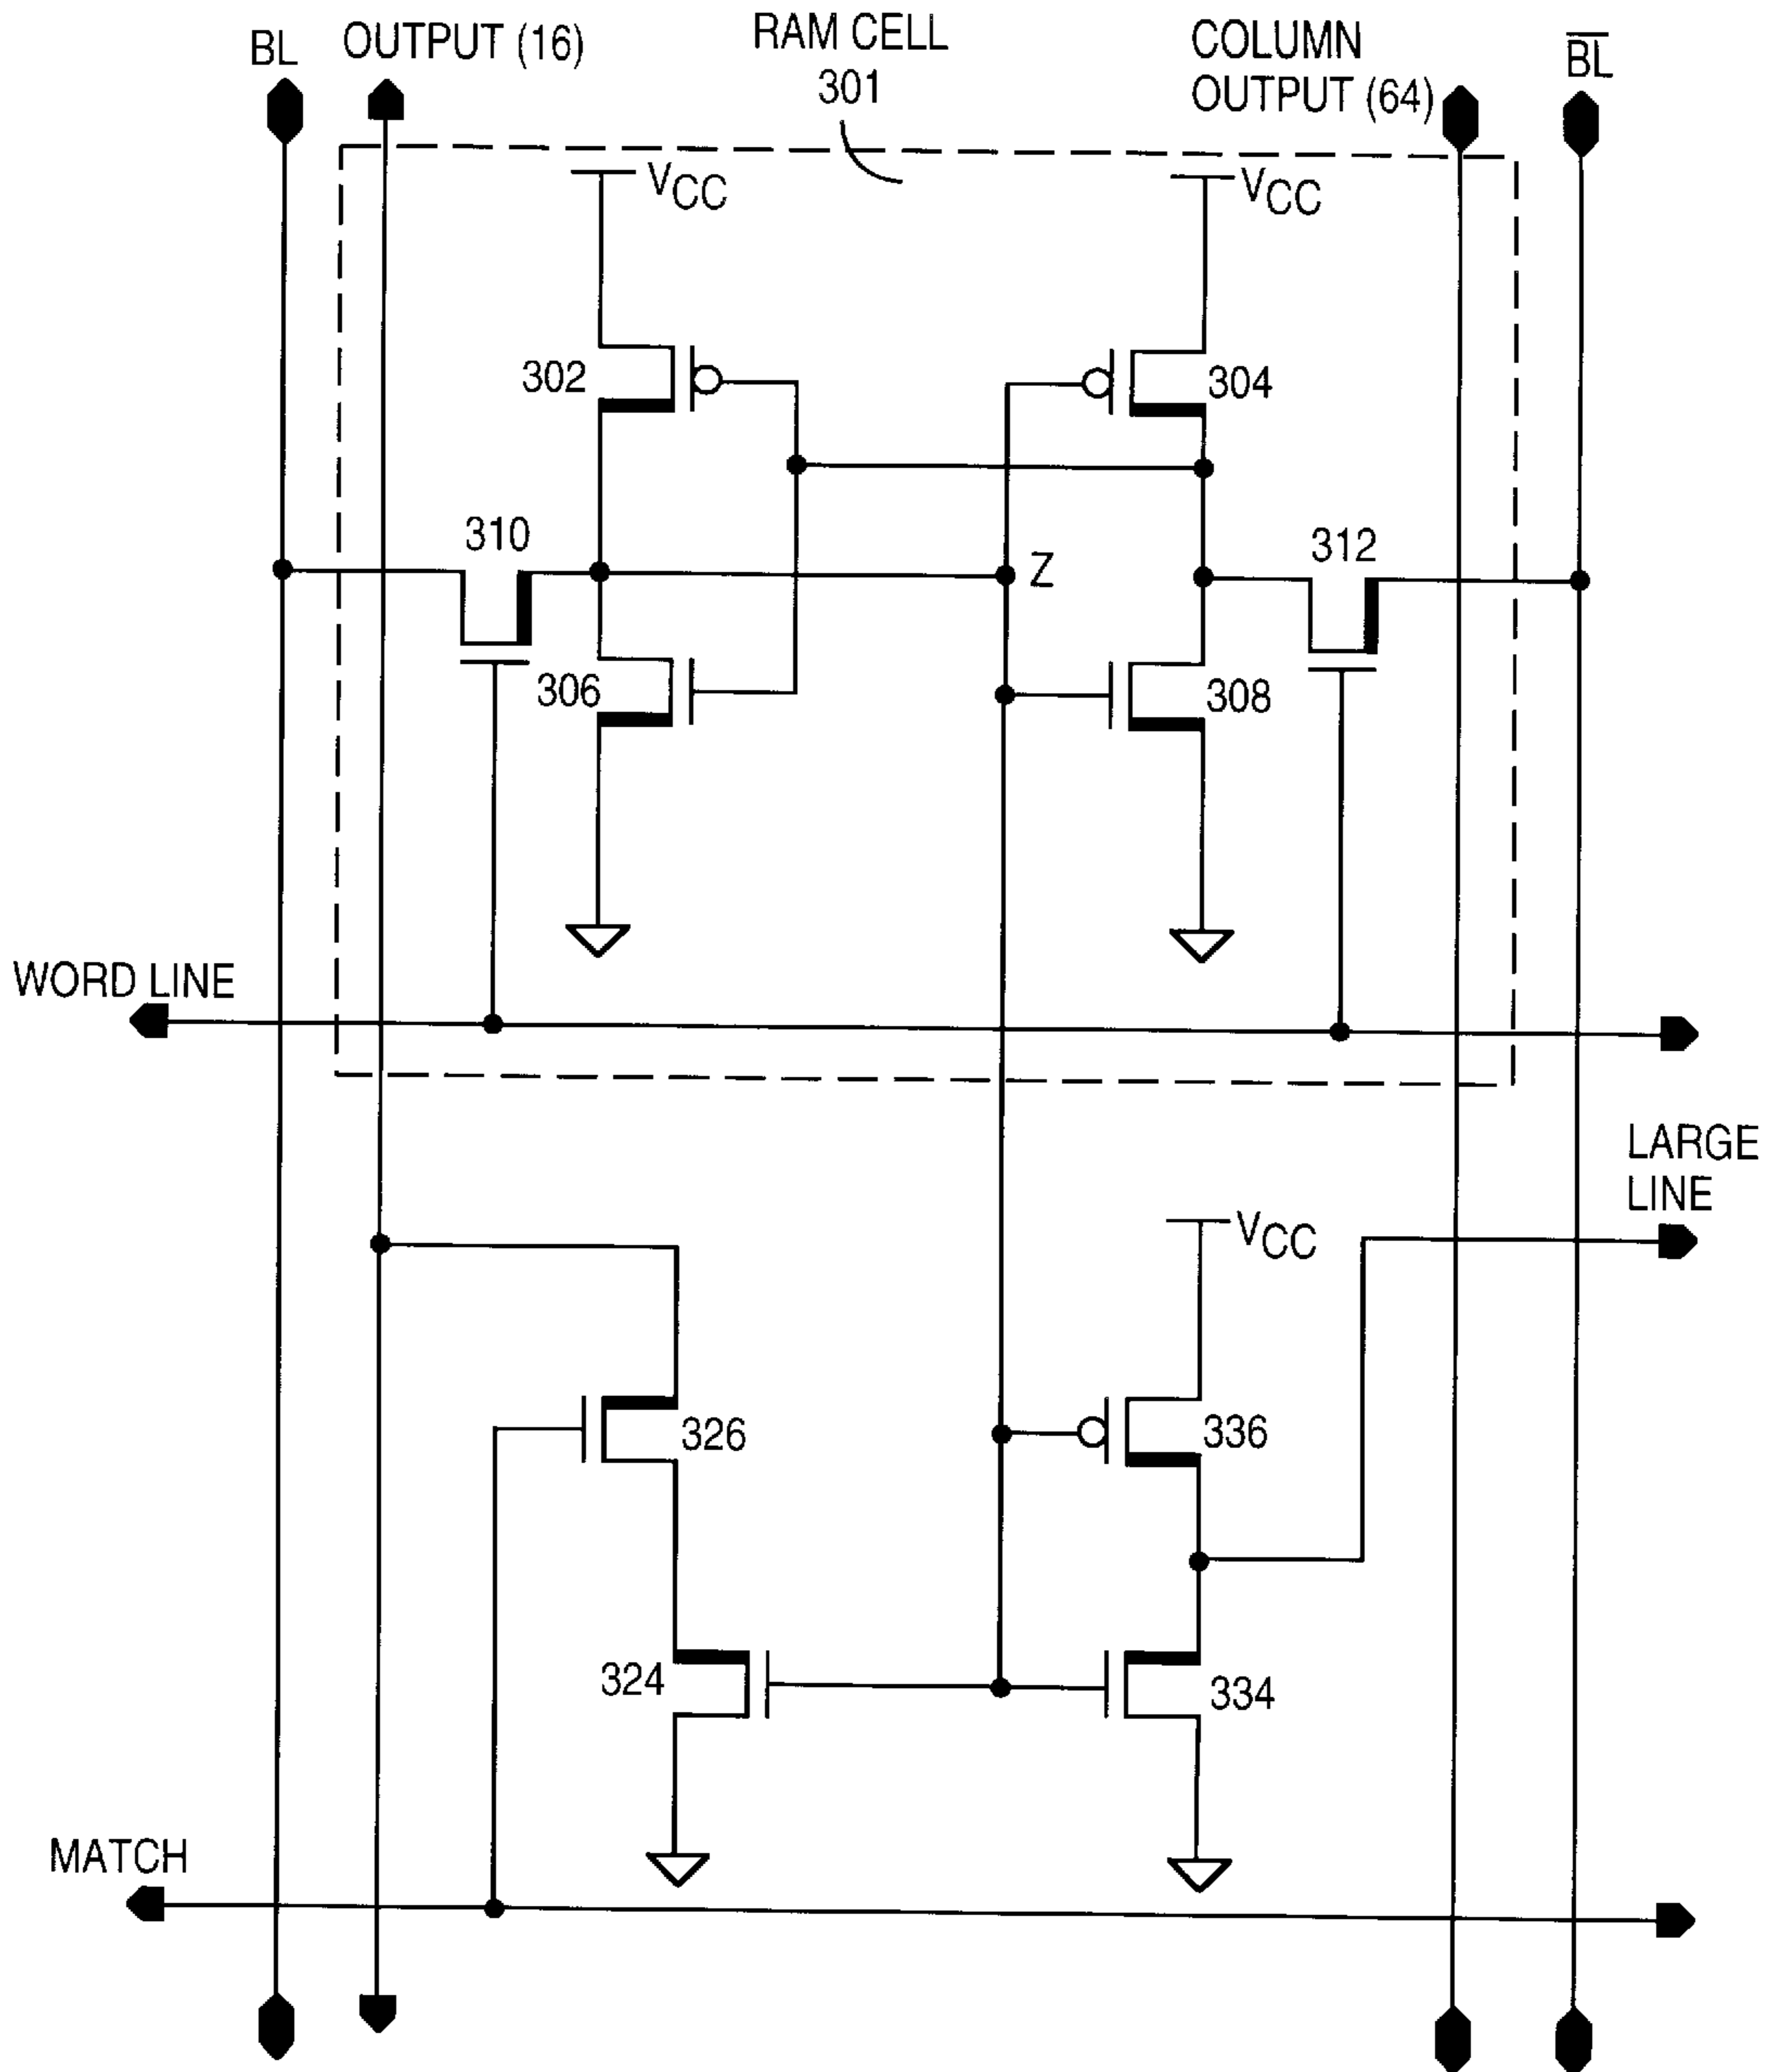 BL
OUTPUT (16)
RAM CELL
301
COLUMN
OUTPUT (64)
B̅L̅
VCC
VCC
302
304
310
312
Z
306
308
WORD LINE
LARGE
LINE
VCC
326
336
324
334
MATCH